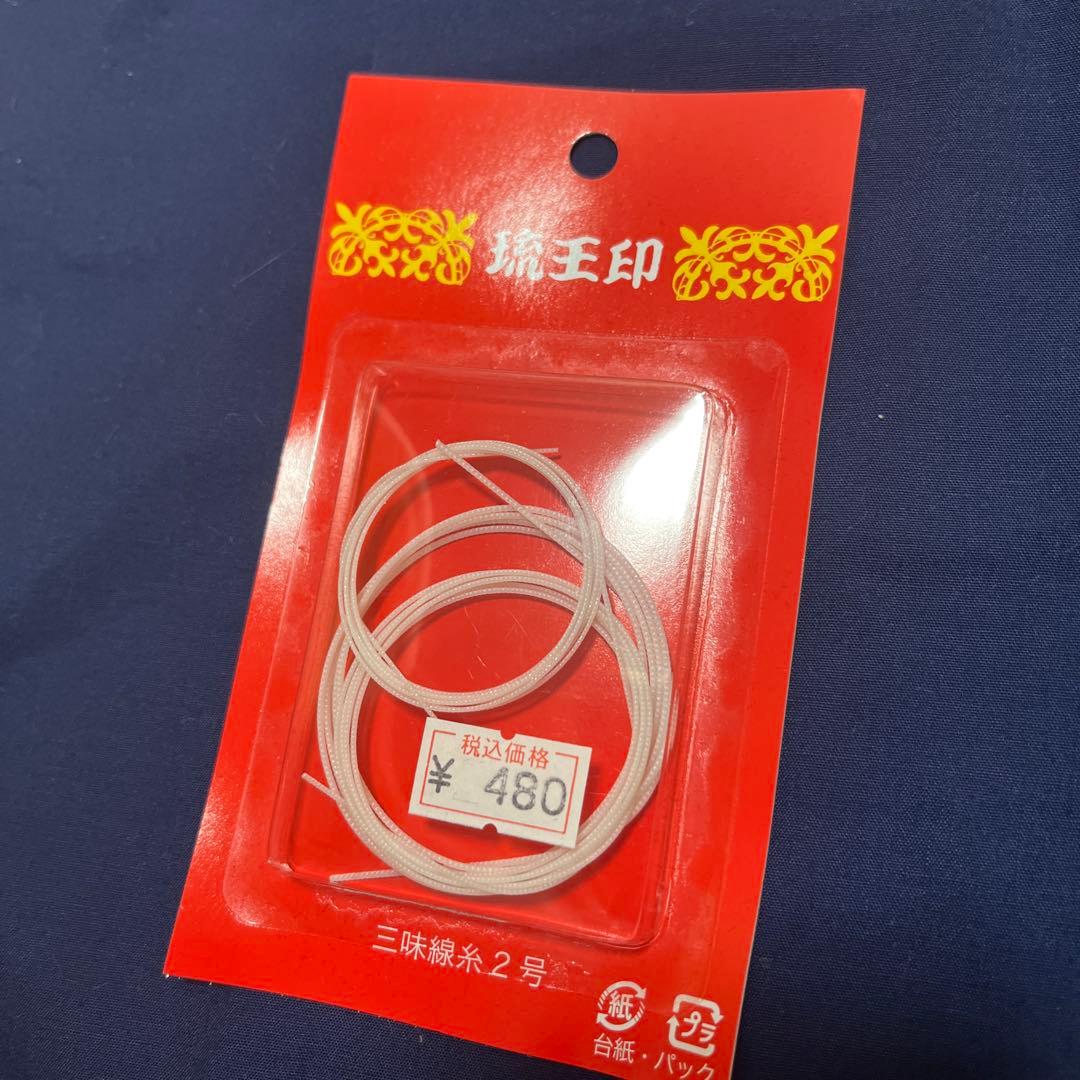 琉王印
税込価格
¥ 480
三味線糸2号
紙
プラ
台紙・パック